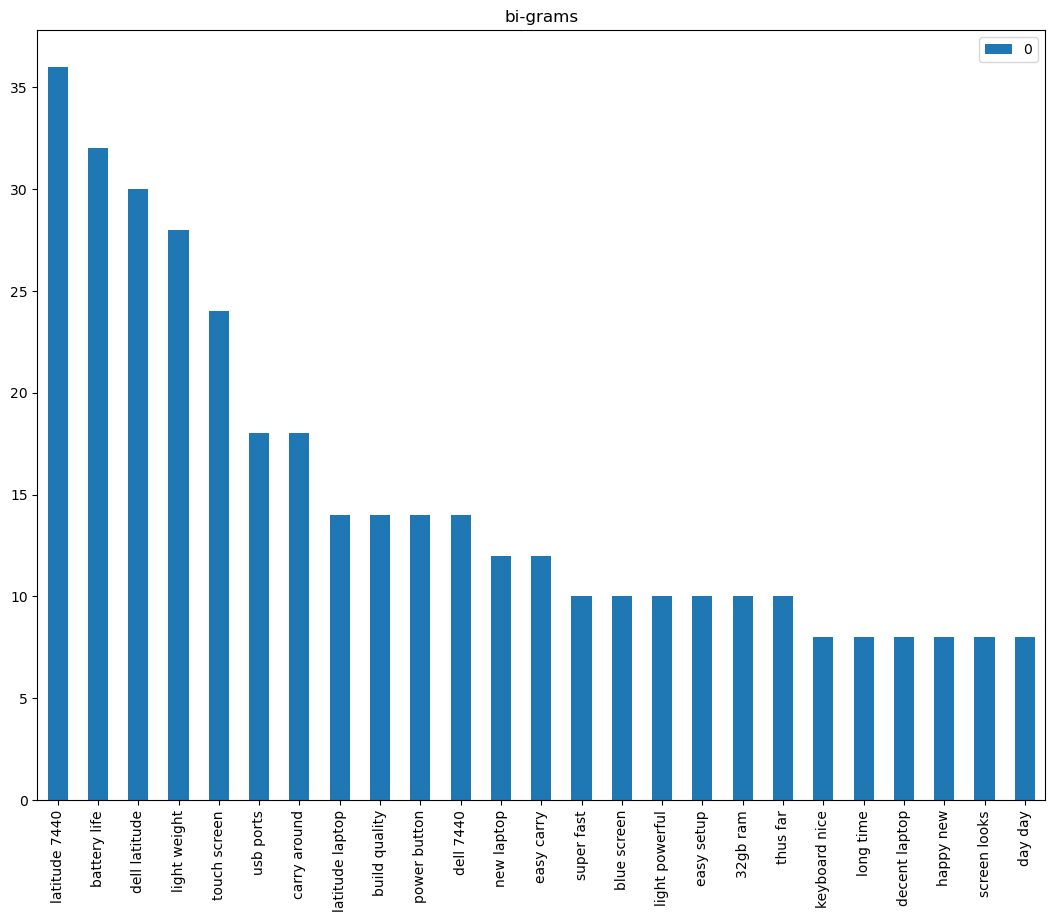 bi-grams
0
35
30
25
20
15
10
5
0
latitude 7440
battery life
dell latitude
light weight
touch screen
usb ports
carry around
latitude laptop
build quality
power button
dell 7440
new laptop
easy carry
super fast
blue screen
light powerful
easy setup
32gb ram
thus far
keyboard nice
long time
decent laptop
happy new
screen looks
day day